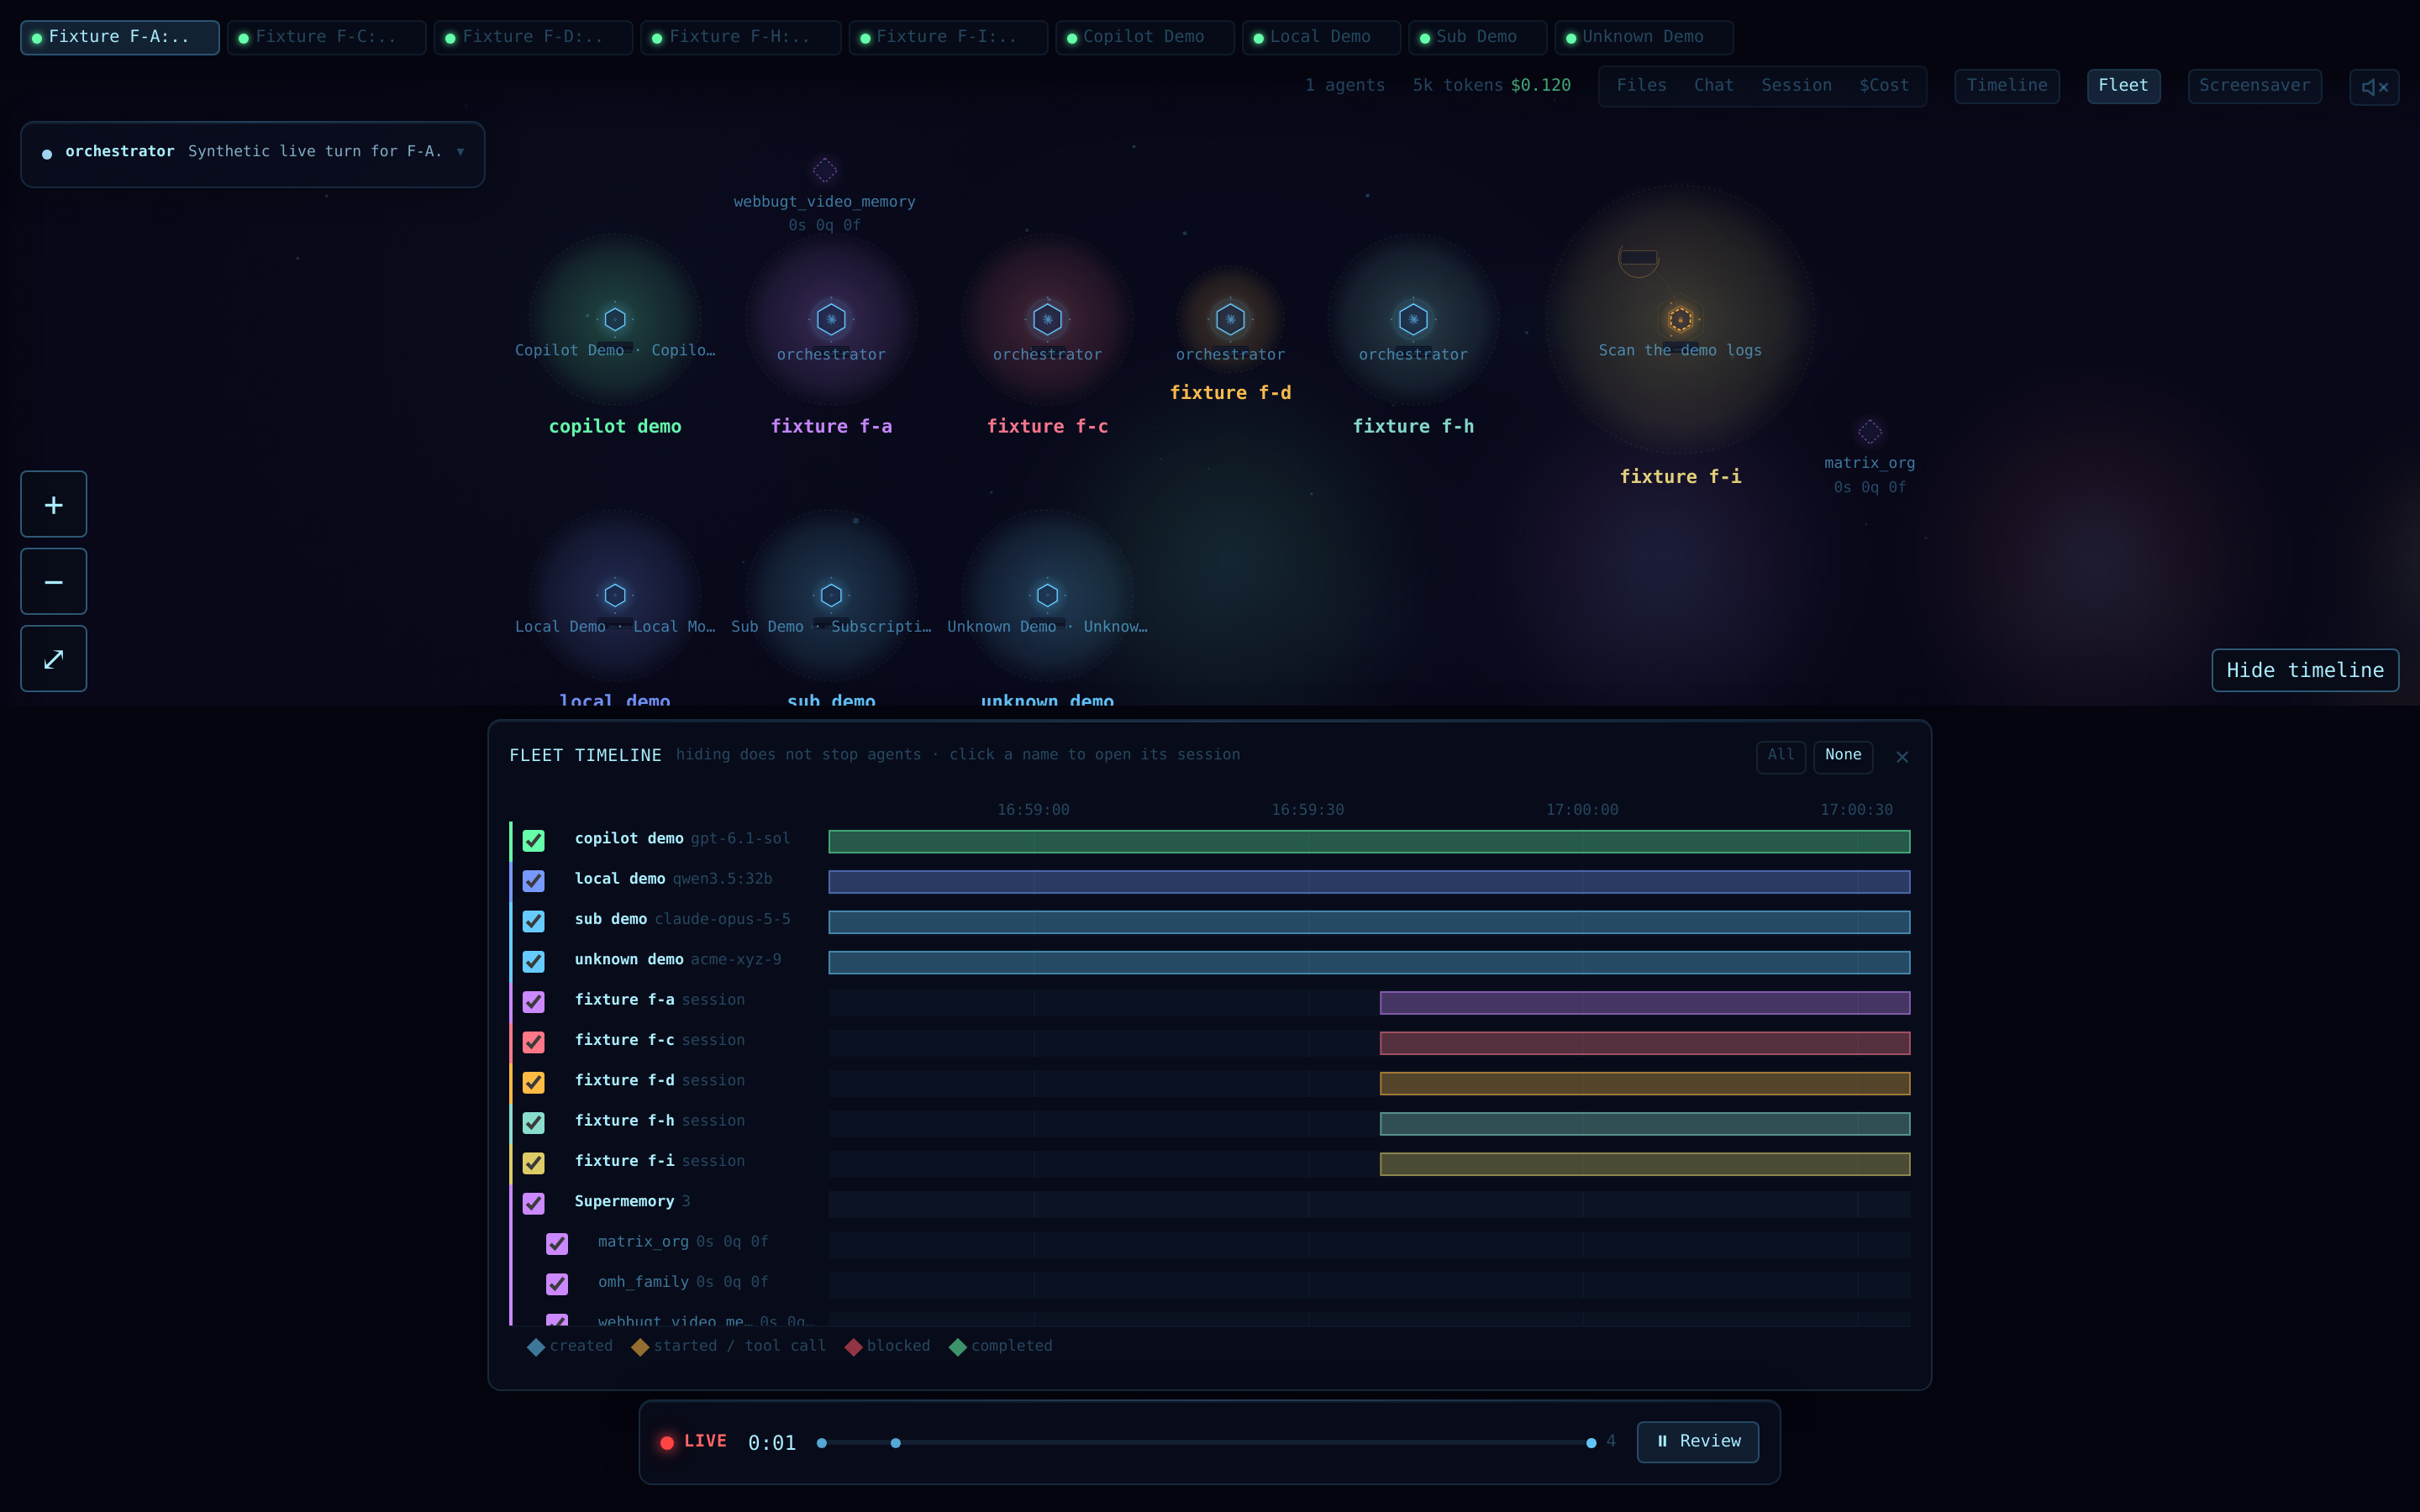 Fixture F-A:..
Fixture F-C:..
Fixture F-D:..
Fixture F-H:..
Fixture F-I:..
Copilot Demo
Local Demo
Sub Demo
Unknown Demo
1 agents 5k tokens $0.120
Files Chat Session $Cost
Timeline
Fleet
Screensaver
orchestrator Synthetic live turn for F-A.
webbugt_video_memory
0s 0q 0f
Copilot Demo · Copilo…
orchestrator
orchestrator
orchestrator
orchestrator
Scan the demo logs
copilot demo
fixture f-a
fixture f-c
fixture f-d
fixture f-h
fixture f-i
matrix_org
0s 0q 0f
Local Demo · Local Mo…
Sub Demo · Subscripti…
Unknown Demo · Unknow…
local demo
sub demo
unknown demo
Hide timeline
FLEET TIMELINE hiding does not stop agents · click a name to open its session
All
None
16:59:00 16:59:30 17:00:00 17:00:30
copilot demo gpt-6.1-sol
local demo qwen3.5:32b
sub demo claude-opus-5-5
unknown demo acme-xyz-9
fixture f-a session
fixture f-c session
fixture f-d session
fixture f-h session
fixture f-i session
Supermemory 3
matrix_org 0s 0q 0f
omh_family 0s 0q 0f
webbugt_video_me… 0s 0q…
created started / tool call blocked completed
LIVE 0:01 4 Review